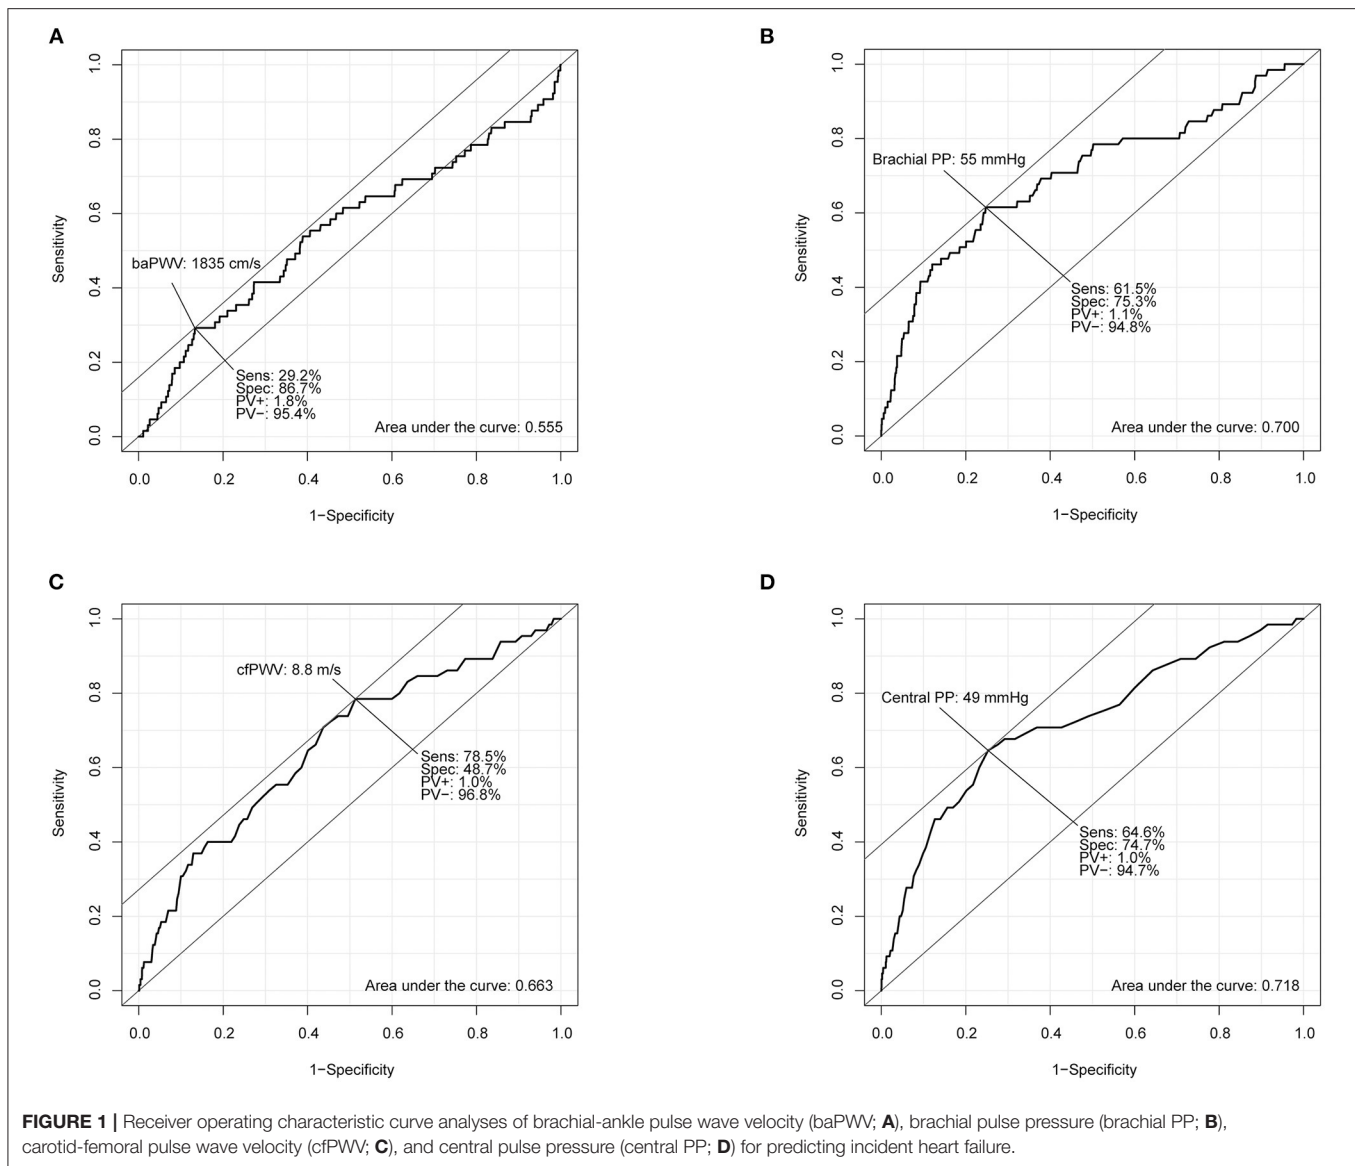 A
1.0
0.8
0.6
0.4
0.2
0.0
Sensitivity
baPWV: 1835 cm/s
Sens: 29.2%
Spec: 86.7%
PV+: 1.8%
PV−: 95.4%
Area under the curve: 0.555
0.0 0.2 0.4 0.6 0.8 1.0
1−Specificity
B
1.0
0.8
0.6
0.4
0.2
0.0
Sensitivity
Brachial PP: 55 mmHg
Sens: 61.5%
Spec: 75.3%
PV+: 1.1%
PV−: 94.8%
Area under the curve: 0.700
0.0 0.2 0.4 0.6 0.8 1.0
1−Specificity
C
1.0
0.8
0.6
0.4
0.2
0.0
Sensitivity
cfPWV: 8.8 m/s
Sens: 78.5%
Spec: 48.7%
PV+: 1.0%
PV−: 96.8%
Area under the curve: 0.663
0.0 0.2 0.4 0.6 0.8 1.0
1−Specificity
D
1.0
0.8
0.6
0.4
0.2
0.0
Sensitivity
Central PP: 49 mmHg
Sens: 64.6%
Spec: 74.7%
PV+: 1.0%
PV−: 94.7%
Area under the curve: 0.718
0.0 0.2 0.4 0.6 0.8 1.0
1−Specificity
FIGURE 1 | Receiver operating characteristic curve analyses of brachial-ankle pulse wave velocity (baPWV; A), brachial pulse pressure (brachial PP; B),
carotid-femoral pulse wave velocity (cfPWV; C), and central pulse pressure (central PP; D) for predicting incident heart failure.